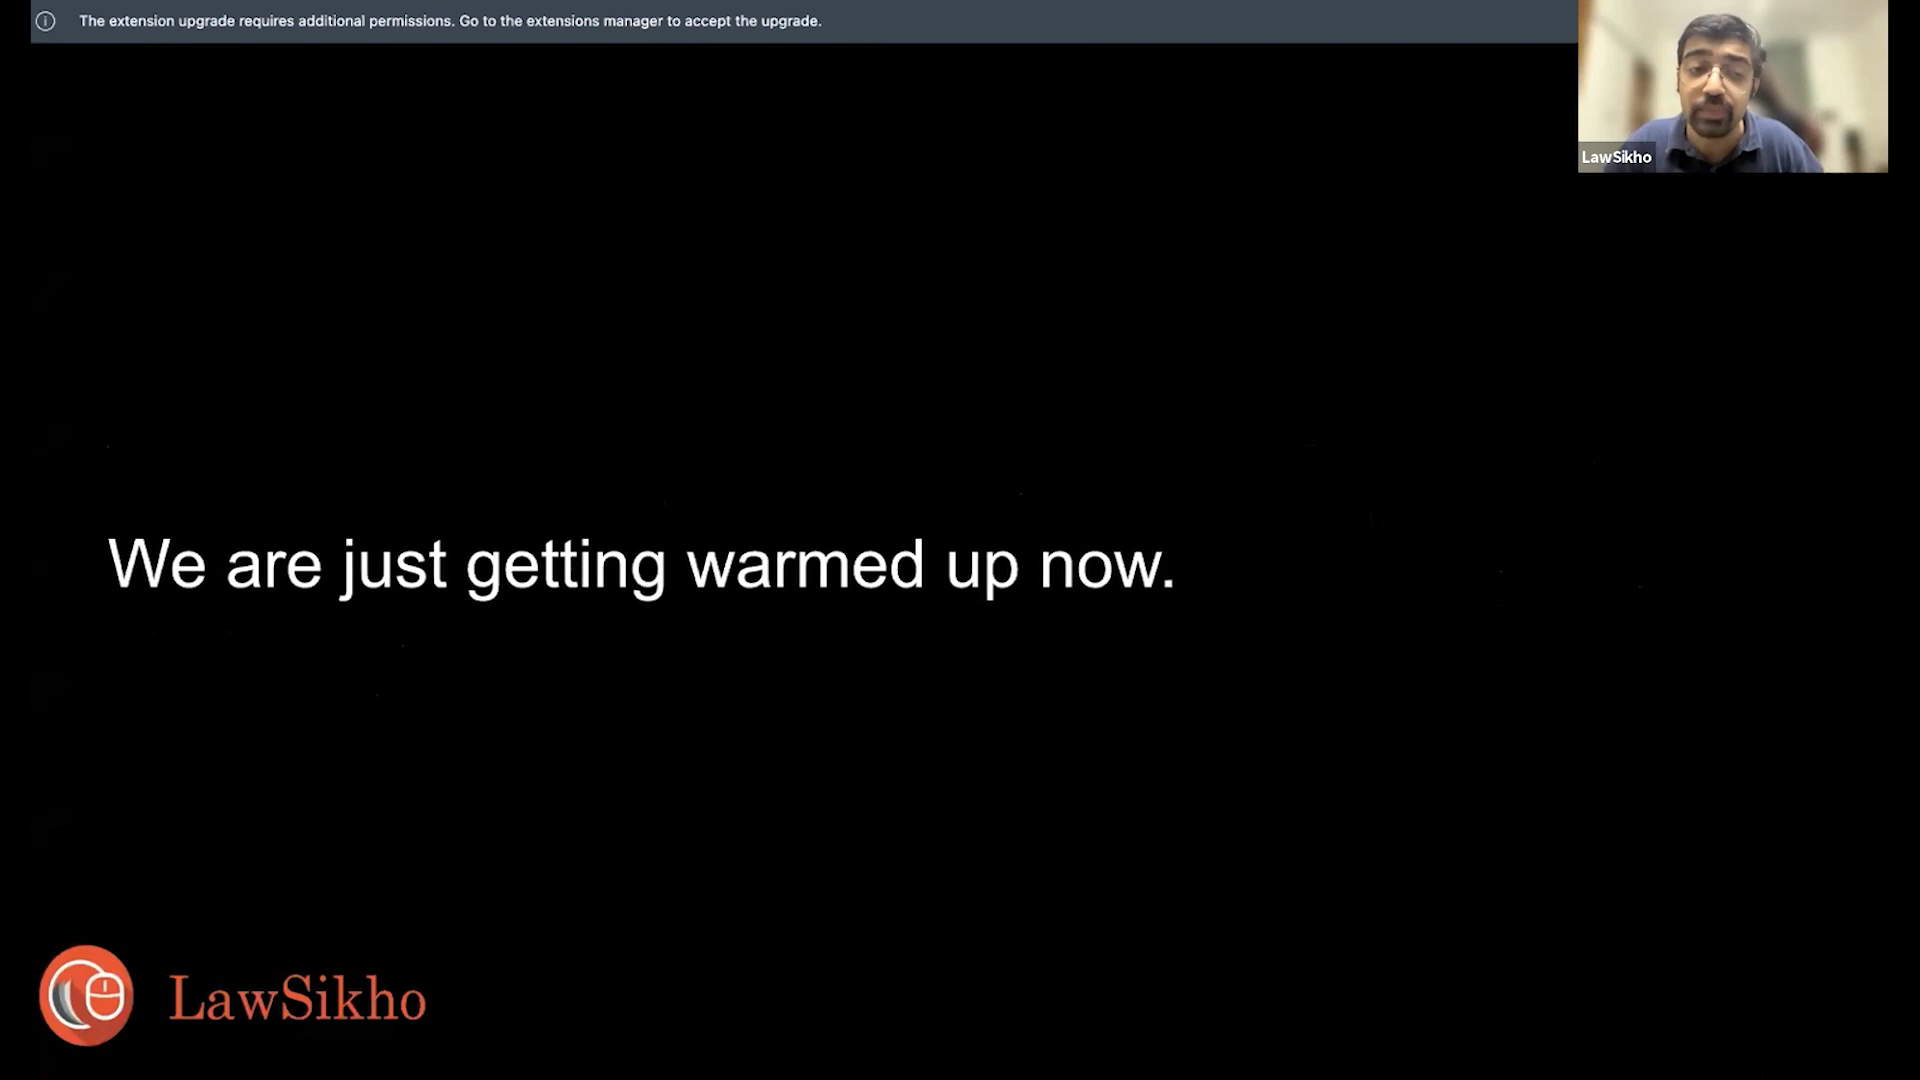 The extension upgrade requires additional permissions. Go to the extensions manager to accept the upgrade.
LawSikho
We are just getting warmed up now.
LawSikho